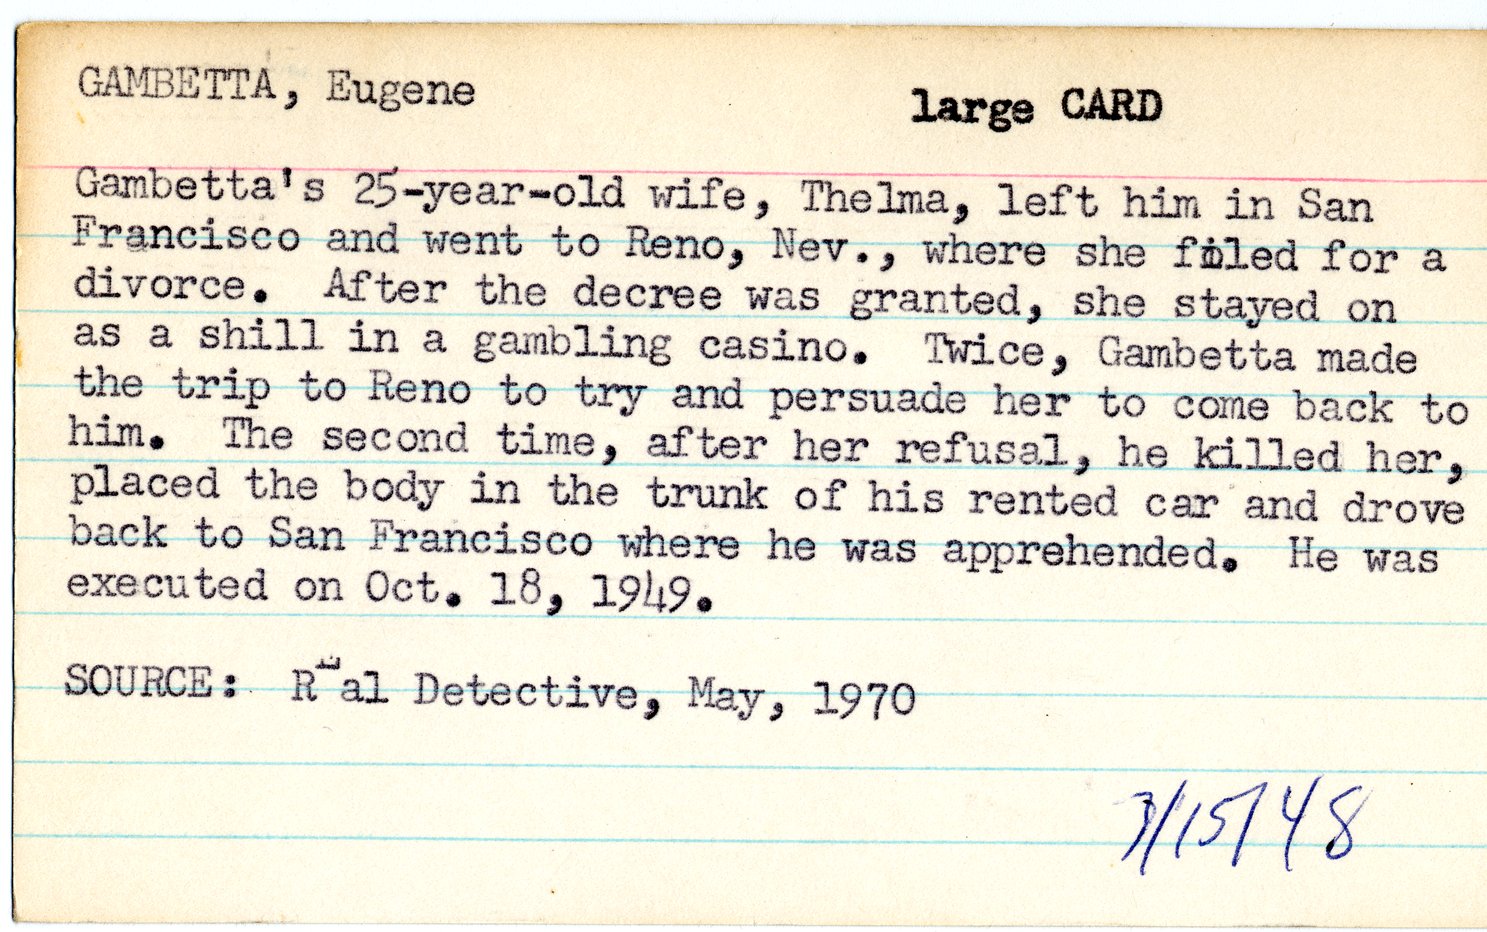 GAMBETTA, Eugene
large CARD
Gambetta's 25-year-old wife, Thelma, left him in San
Francisco and went to Reno, Nev., where she filed for a
divorce. After the decree was granted, she stayed on
as a shill in a gambling casino. Twice, Gambetta made
the trip to Reno to try and persuade her to come back to
him. The second time, after her refusal, he killed her,
placed the body in the trunk of his rented car and drove
back to San Francisco where he was apprehended. He was
executed on Oct. 18, 1949.
SOURCE: Real Detective, May, 1970
3/15/48